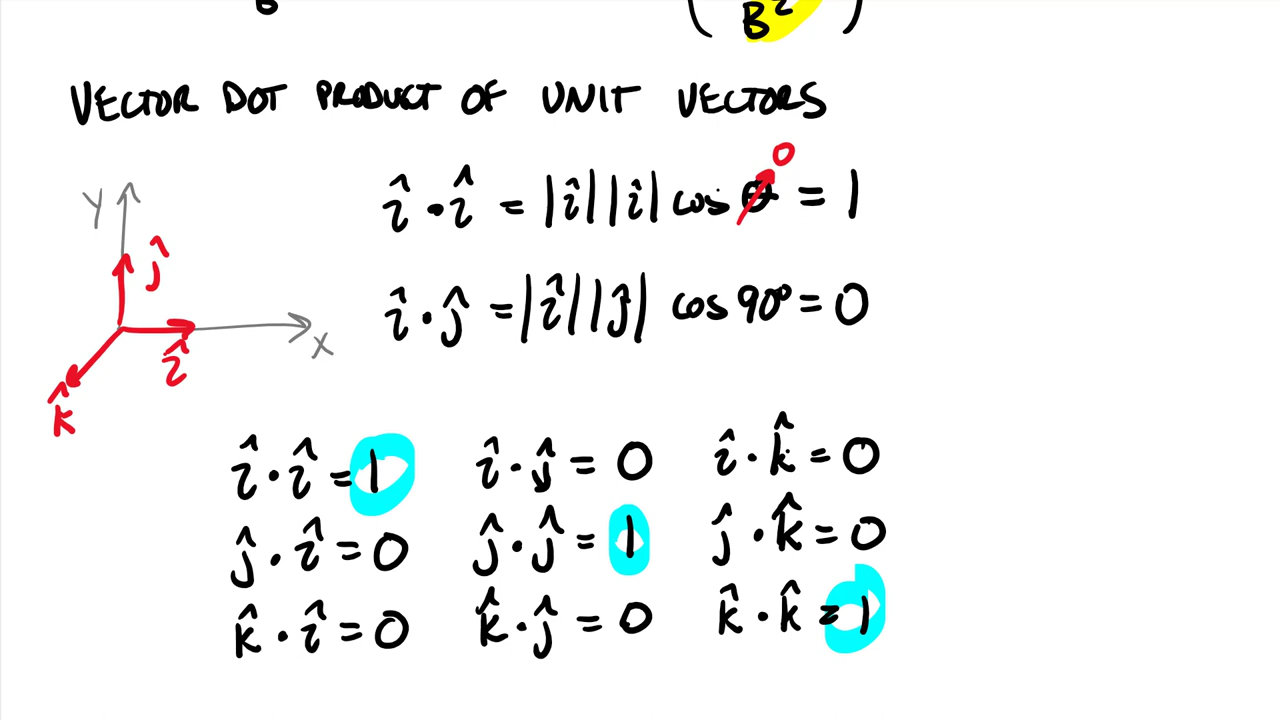 B ( B² )
VECTOR DOT PRODUCT OF UNIT VECTORS
î · î = |î| |î| cos θ 0 = 1
î · ĵ = |î| |ĵ| cos 90° = 0
Y
ĵ
X
î
k̂
î · î = 1 î · ĵ = 0 î · k̂ = 0
ĵ · î = 0 ĵ · ĵ = 1 ĵ · k̂ = 0
k̂ · î = 0 k̂ · ĵ = 0 k̂ · k̂ = 1